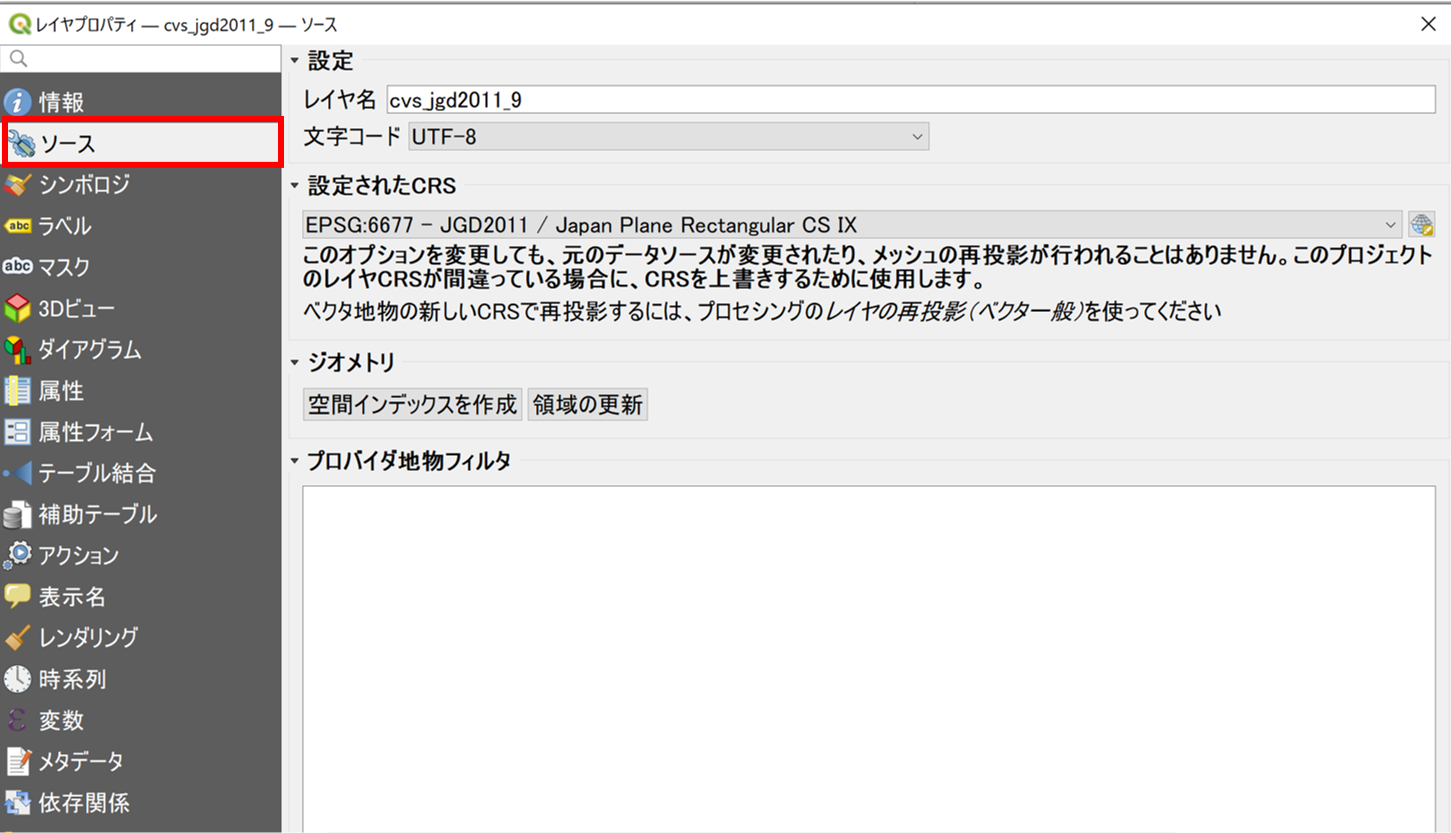 レイヤプロパティ — cvs_jgd2011_9 — ソース
情報
ソース
シンボロジ
abc ラベル
abc マスク
3Dビュー
ダイアグラム
属性
属性フォーム
テーブル結合
補助テーブル
アクション
表示名
レンダリング
時系列
変数
メタデータ
依存関係
設定
レイヤ名 cvs_jgd2011_9
文字コード UTF-8
設定されたCRS
EPSG:6677 - JGD2011 / Japan Plane Rectangular CS IX
このオプションを変更しても、元のデータソースが変更されたり、メッシュの再投影が行われることはありません。このプロジェクト
のレイヤCRSが間違っている場合に、CRSを上書きするために使用します。
ベクタ地物の新しいCRSで再投影するには、プロセシングのレイヤの再投影(ベクター般)を使ってください
ジオメトリ
空間インデックスを作成 領域の更新
プロバイダ地物フィルタ